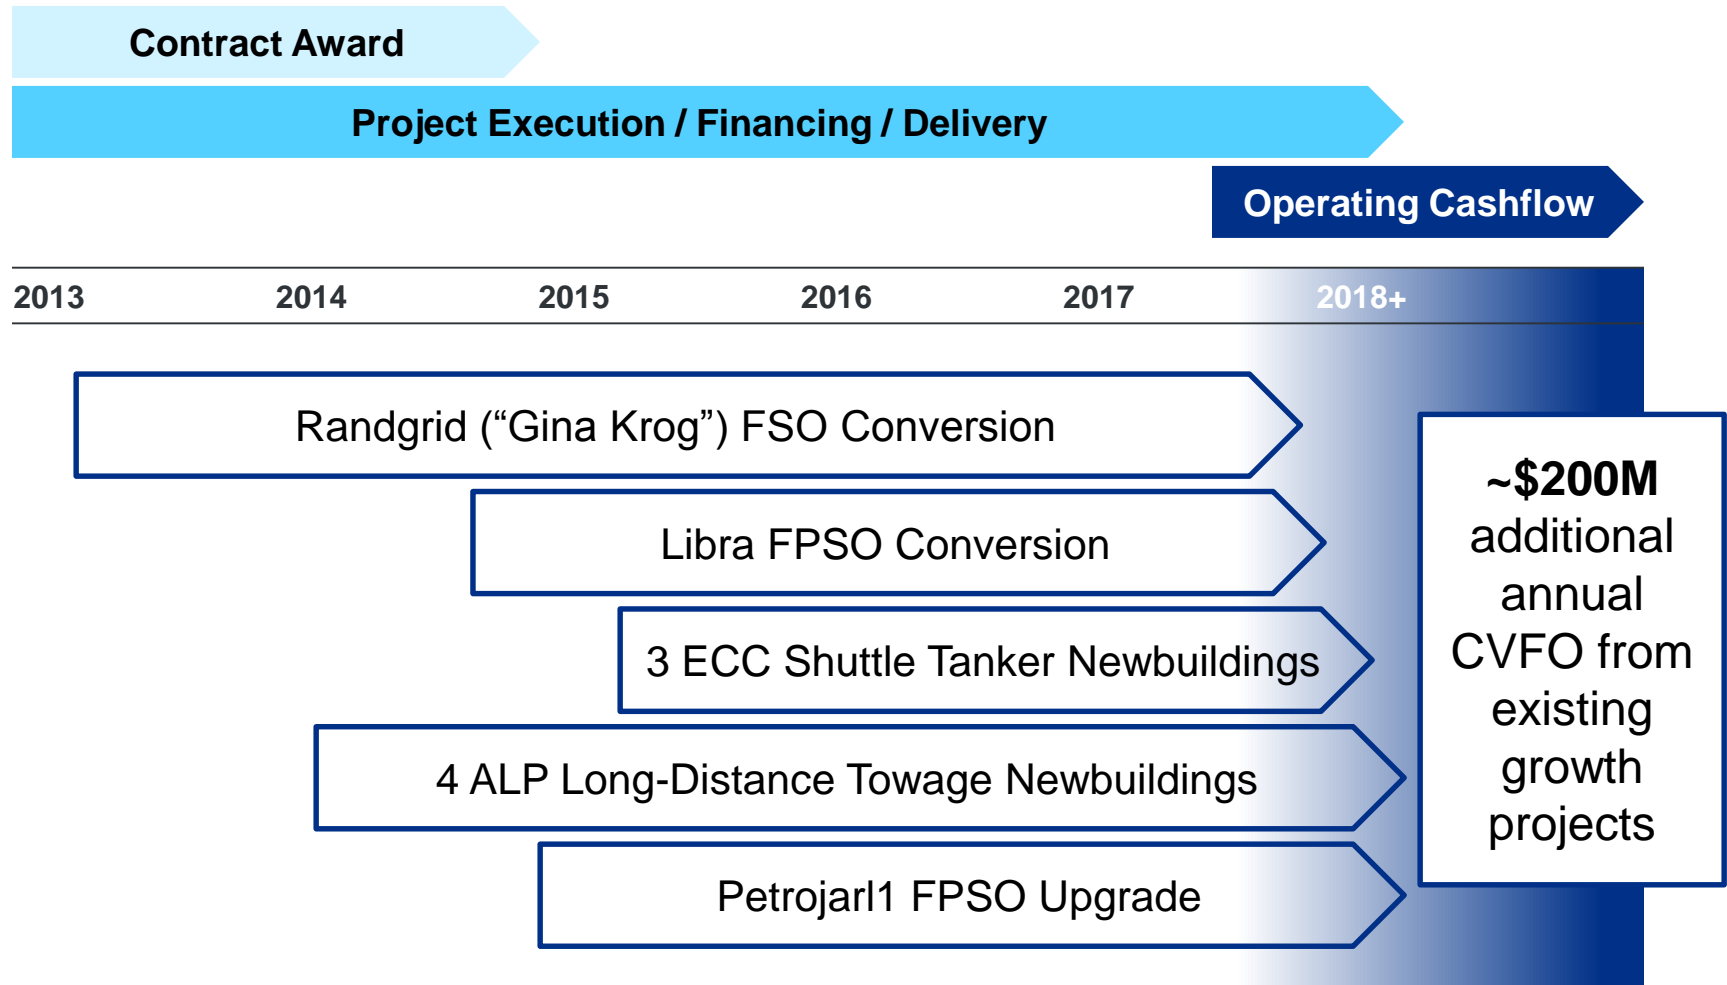 Contract Award
Project Execution / Financing / Delivery
Operating Cashflow
2013 2014 2015 2016 2017 2018+
Randgrid (“Gina Krog”) FSO Conversion
Libra FPSO Conversion
3 ECC Shuttle Tanker Newbuildings
4 ALP Long-Distance Towage Newbuildings
Petrojarl1 FPSO Upgrade
~$200M
additional
annual
CVFO from
existing
growth
projects